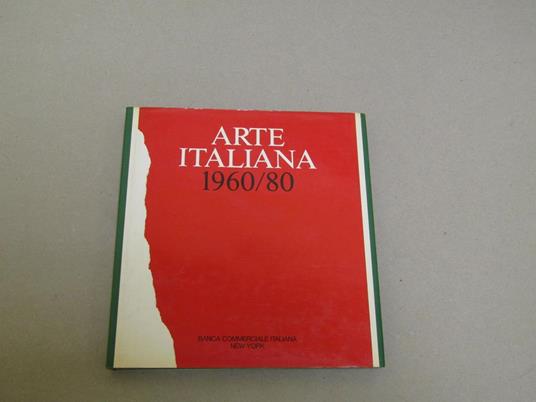 ARTE
ITALIANA
1960/80
BANCA COMMERCIALE ITALIANA
NEW YORK